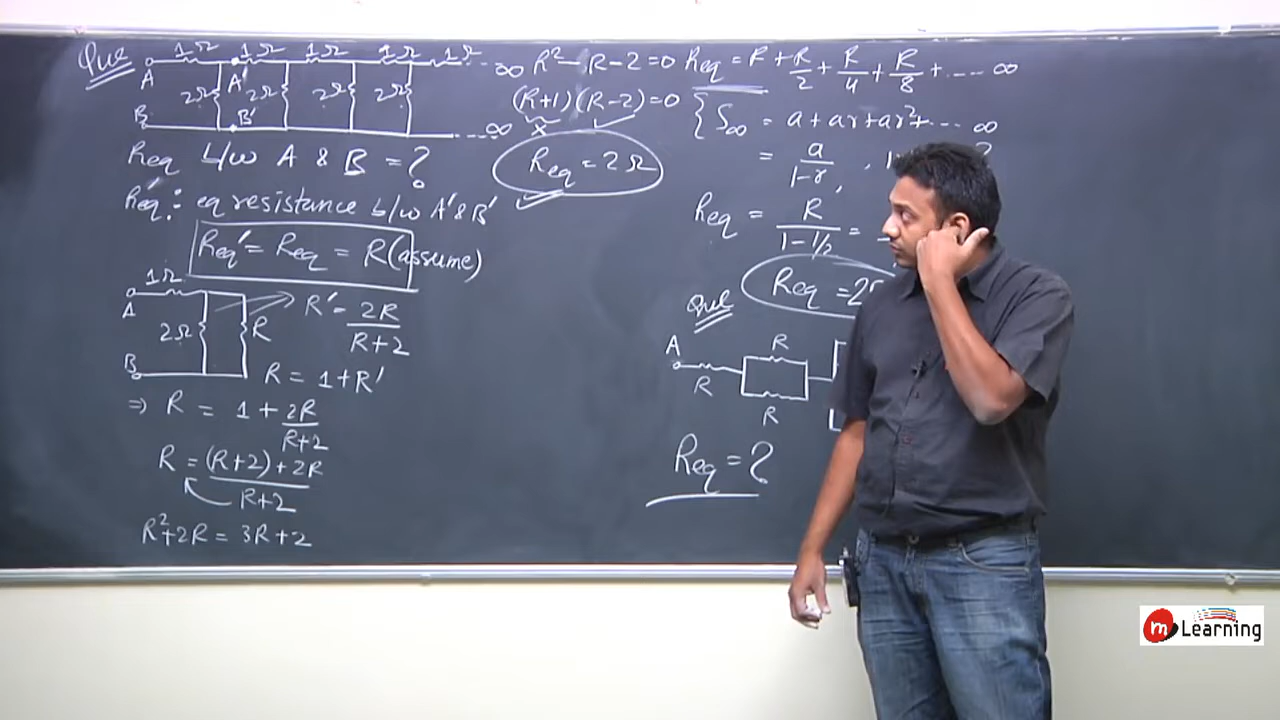 Que
1Ω 1Ω 1Ω 1Ω 1Ω
A A'
∞
2Ω 2Ω 2Ω 2Ω
B B'
∞
Req b/w A & B = ?
Req': eq resistance b/w A' & B'
Req' = Req = R (assume)
1Ω
A
2Ω R
B
R' = 2R/(R+2)
R = 1 + R'
⇒ R = 1 + 2R/(R+2)
R = ((R+2)+2R)/(R+2)
R²+2R = 3R+2
R² - R - 2 = 0
(R+1)(R-2) = 0
x
Req = 2Ω
Req = R + R/2 + R/4 + R/8 + .... ∞
S∞ = a + ar + ar² + ... ∞
= a/(1-r),
Req = R/(1-1/2) =
Req = 2R
Que
A R R
R
Req = ?
m Learning